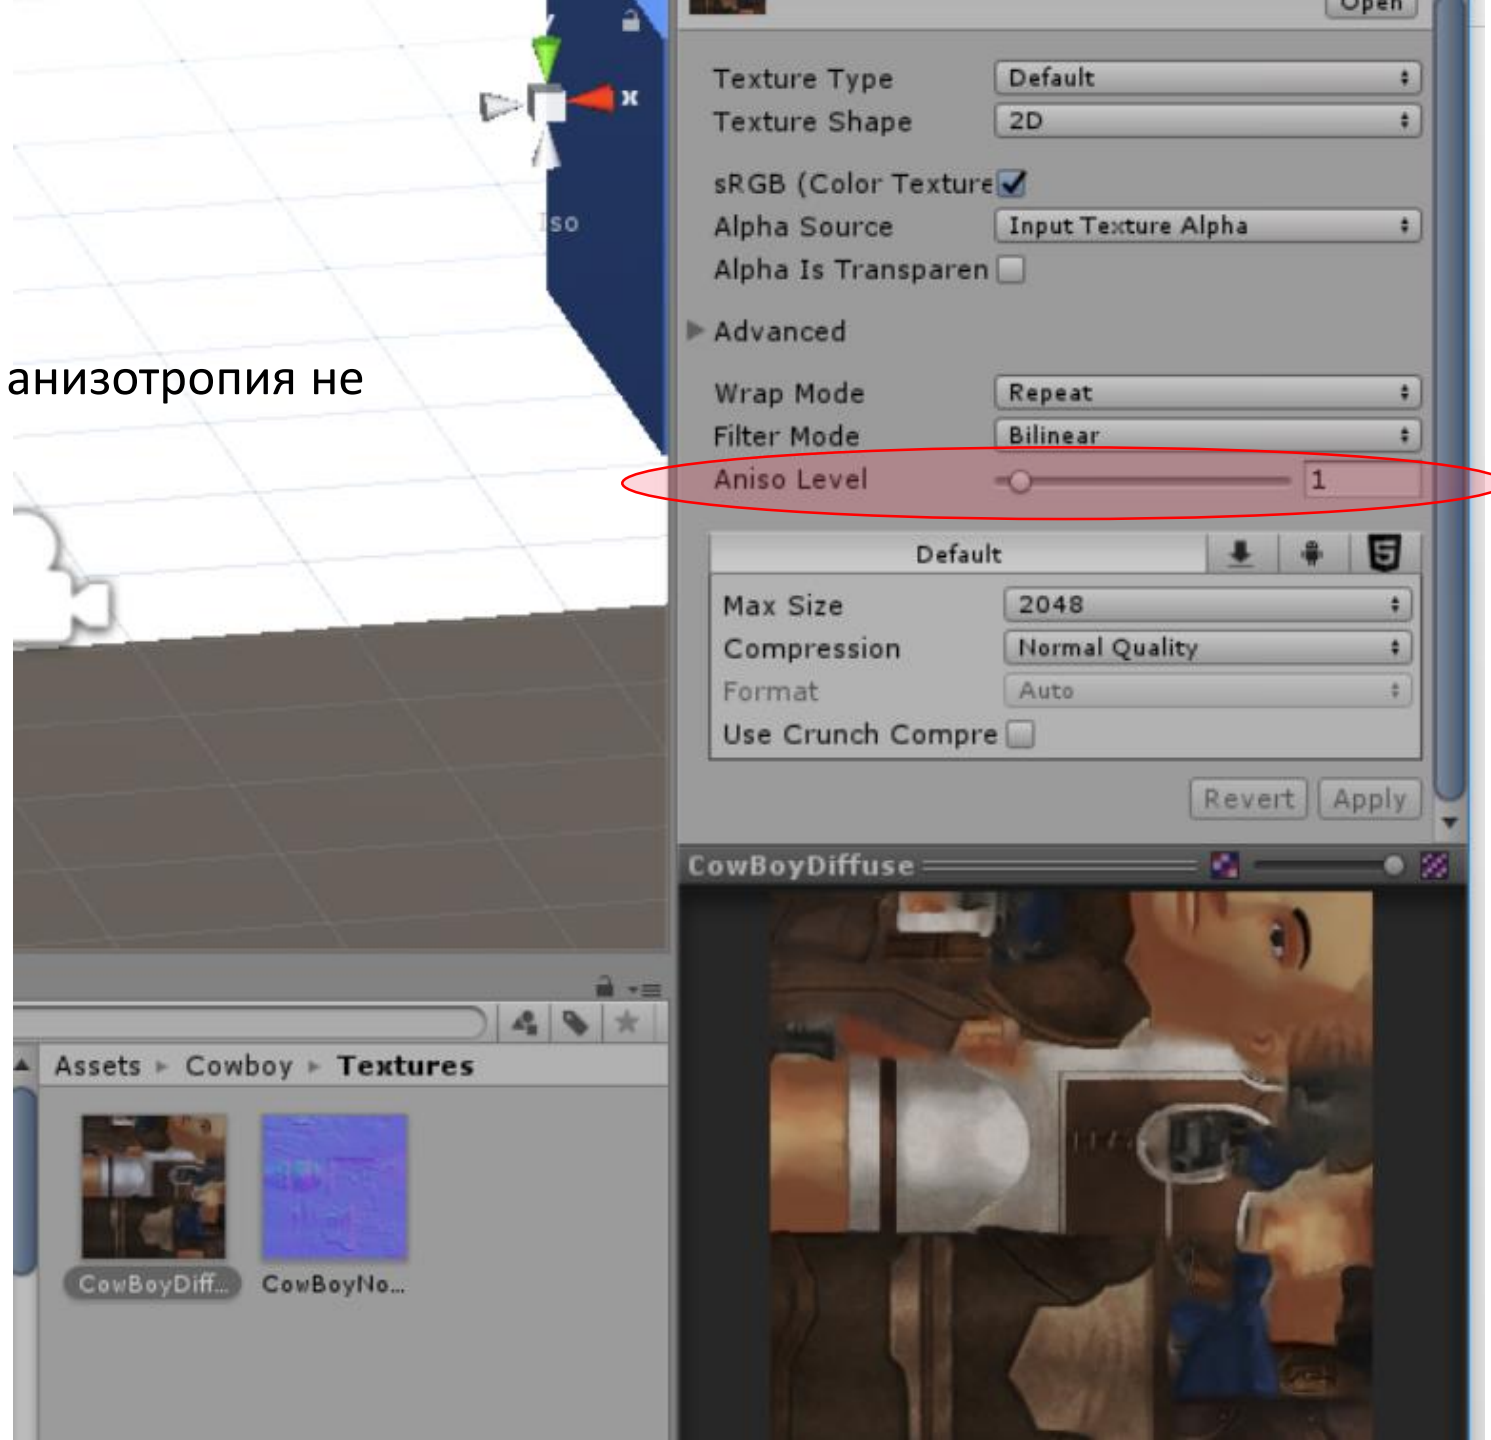 Open
Texture Type
Default
Texture Shape
2D
sRGB (Color Texture
Alpha Source
Input Texture Alpha
Alpha Is Transparen
Advanced
Wrap Mode
Repeat
Filter Mode
Bilinear
Aniso Level
1
Default
Max Size
2048
Compression
Normal Quality
Format
Auto
Use Crunch Compre
Revert
Apply
CowBoyDiffuse
y
x
Iso
анизотропия не
Assets
Cowboy
Textures
CowBoyDiff...
CowBoyNo...